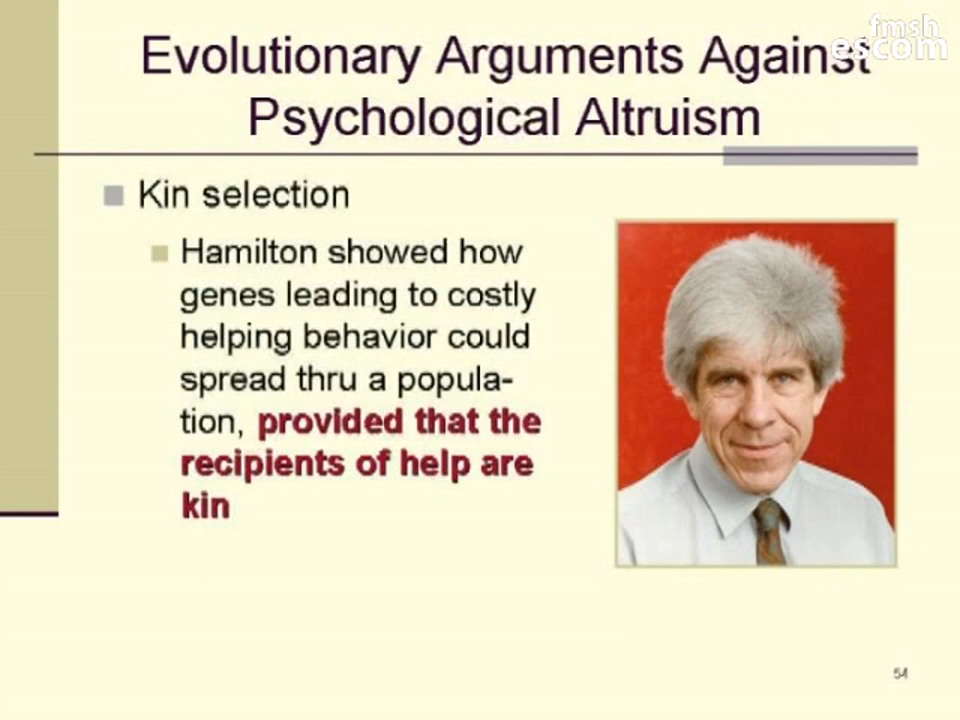 fmsh
escom
Evolutionary Arguments Against
Psychological Altruism
Kin selection
Hamilton showed how
genes leading to costly
helping behavior could
spread thru a popula-
tion, provided that the
recipients of help are
kin
54